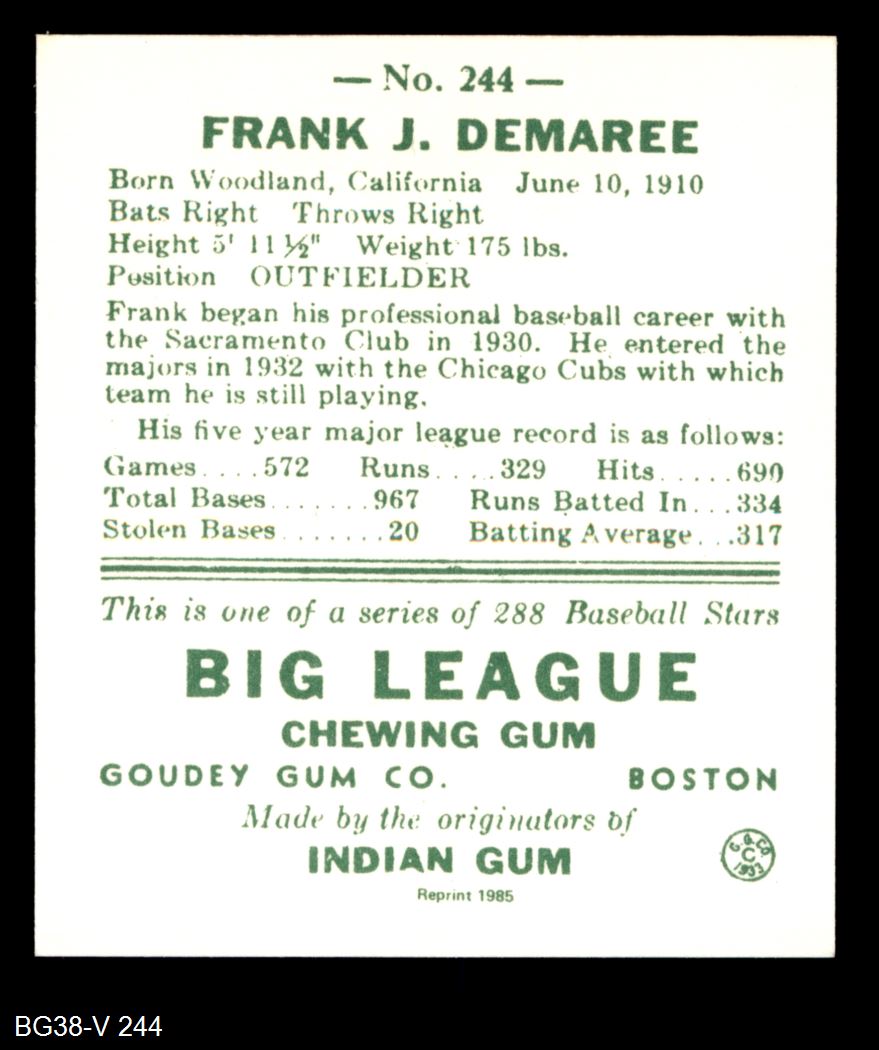 — No. 244 —
FRANK J. DEMAREE
Born Woodland, California June 10, 1910
Bats Right Throws Right
Height 5' 11 ½" Weight 175 lbs.
Position OUTFIELDER
Frank began his professional baseball career with
the Sacramento Club in 1930. He entered the
majors in 1932 with the Chicago Cubs with which
team he is still playing.
His five year major league record is as follows:
Games....572 Runs.....329 Hits......690
Total Bases.......967 Runs Batted In...334
Stolen Bases........20 Batting Average...317
This is one of a series of 288 Baseball Stars
BIG LEAGUE
CHEWING GUM
GOUDEY GUM CO. BOSTON
Made by the originators of
INDIAN GUM
G.G.CO.
C
1933
Reprint 1985
BG38-V 244